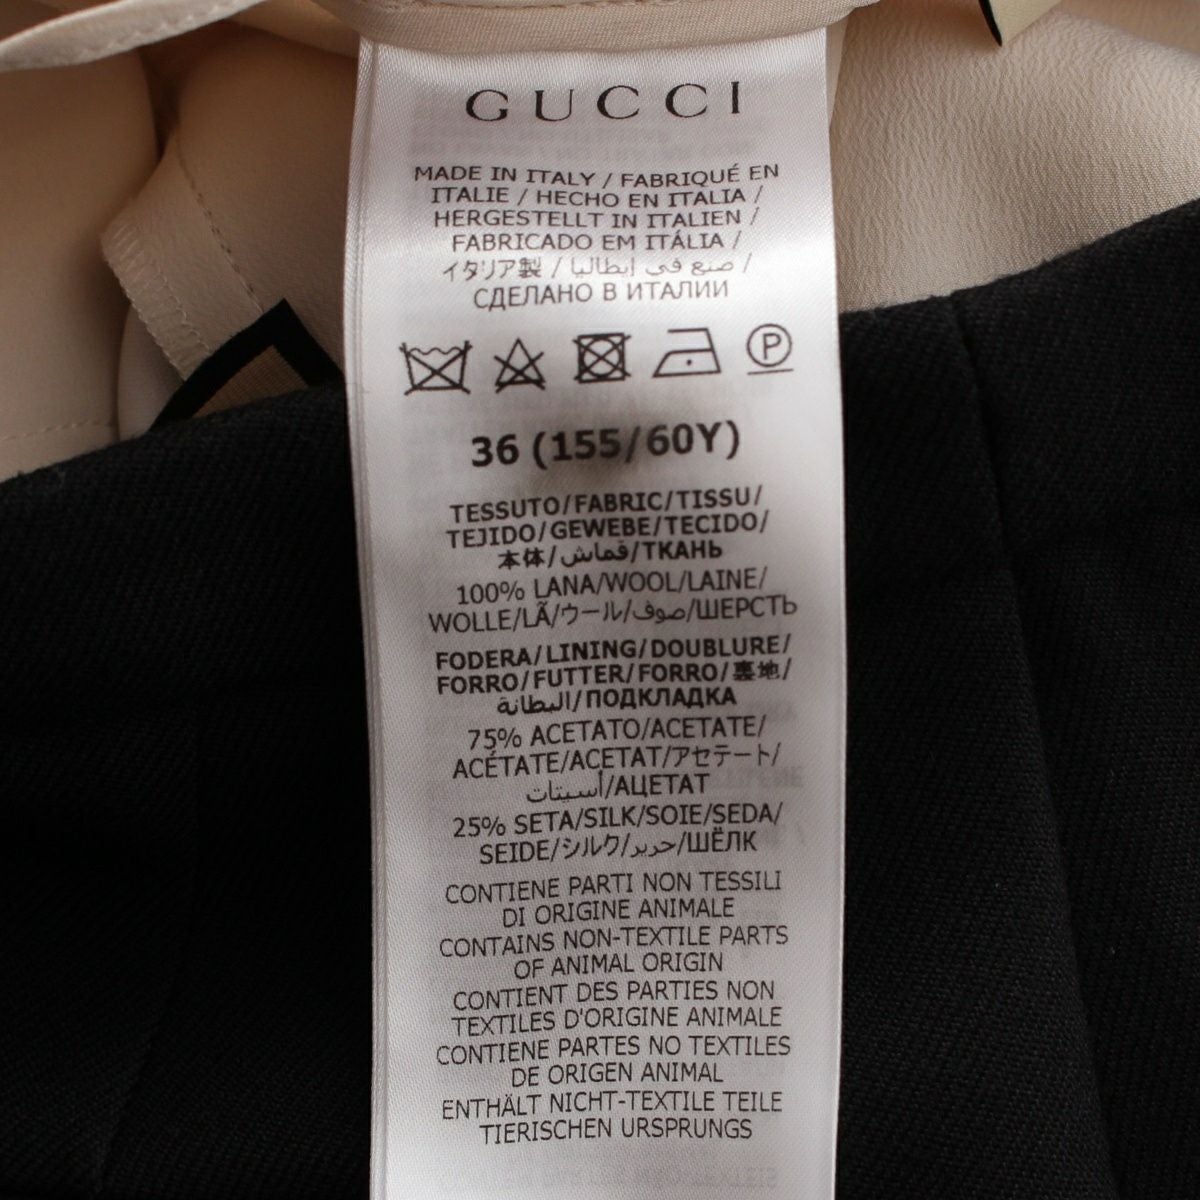 GUCCI
MADE IN ITALY / FABRIQUÉ EN
ITALIE / HECHO EN ITALIA /
HERGESTELLT IN ITALIEN /
FABRICADO EM ITÁLIA /
イタリア製 / صنع في إيطاليا /
СДЕЛАНО В ИТАЛИИ
P
36 (155/60Y)
TESSUTO/FABRIC/TISSU/
TEJIDO/GEWEBE/TECIDO/
本体/قماش/ТКАНЬ
100% LANA/WOOL/LAINE/
WOLLE/LÃ/ウール/صوف/ШЕРСТЬ
FODERA/LINING/DOUBLURE/
FORRO/FUTTER/FORRO/裏地/
البطانة/ПОДКЛАДКА
75% ACETATO/ACETATE/
ACÉTATE/ACETAT/アセテート/
أسيتات/АЦЕТАТ
25% SETA/SILK/SOIE/SEDA/
SEIDE/シルク/حرير/ШЁЛК
CONTIENE PARTI NON TESSILI
DI ORIGINE ANIMALE
CONTAINS NON-TEXTILE PARTS
OF ANIMAL ORIGIN
CONTIENT DES PARTIES NON
TEXTILES D'ORIGINE ANIMALE
CONTIENE PARTES NO TEXTILES
DE ORIGEN ANIMAL
ENTHÄLT NICHT-TEXTILE TEILE
TIERISCHEN URSPRUNGS